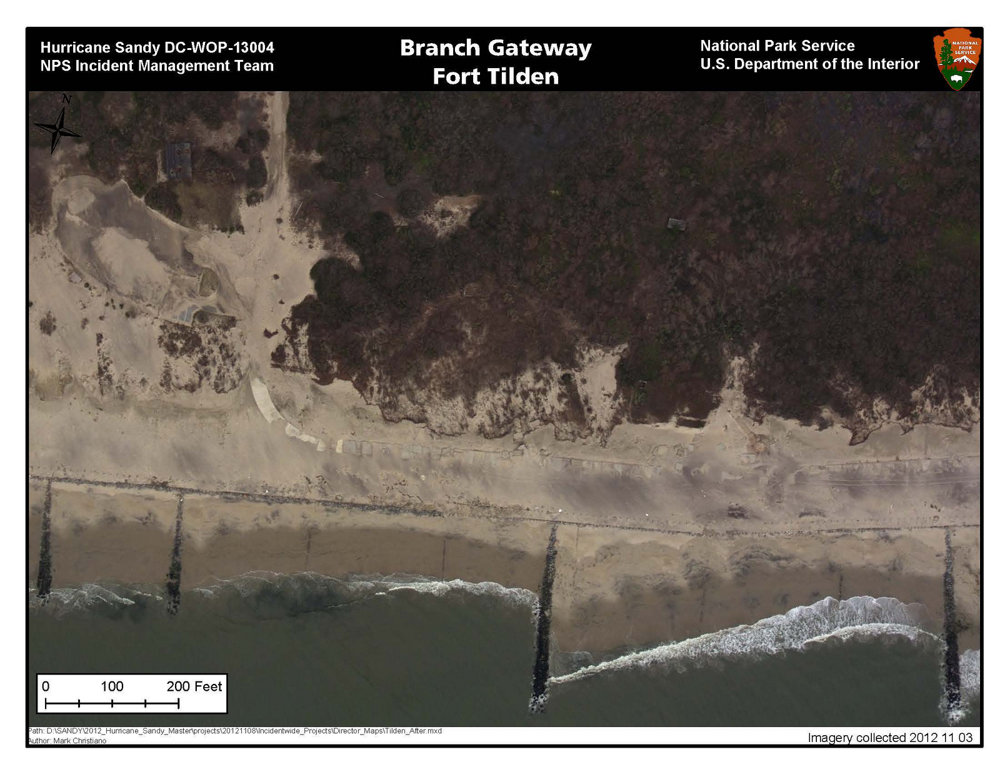 Hurricane Sandy DC-WOP-13004
NPS Incident Management Team
Branch Gateway
Fort Tilden
National Park Service
U.S. Department of the Interior
NATIONAL
PARK
SERVICE
N
0 100 200 Feet
Path: D:\SANDY\2012_Hurricane_Sandy_Master\projects\20121108\Incidentwide_Projects\Director_Maps\Tilden_After.mxd
Author: Mark Christiano
Imagery collected 2012 11 03